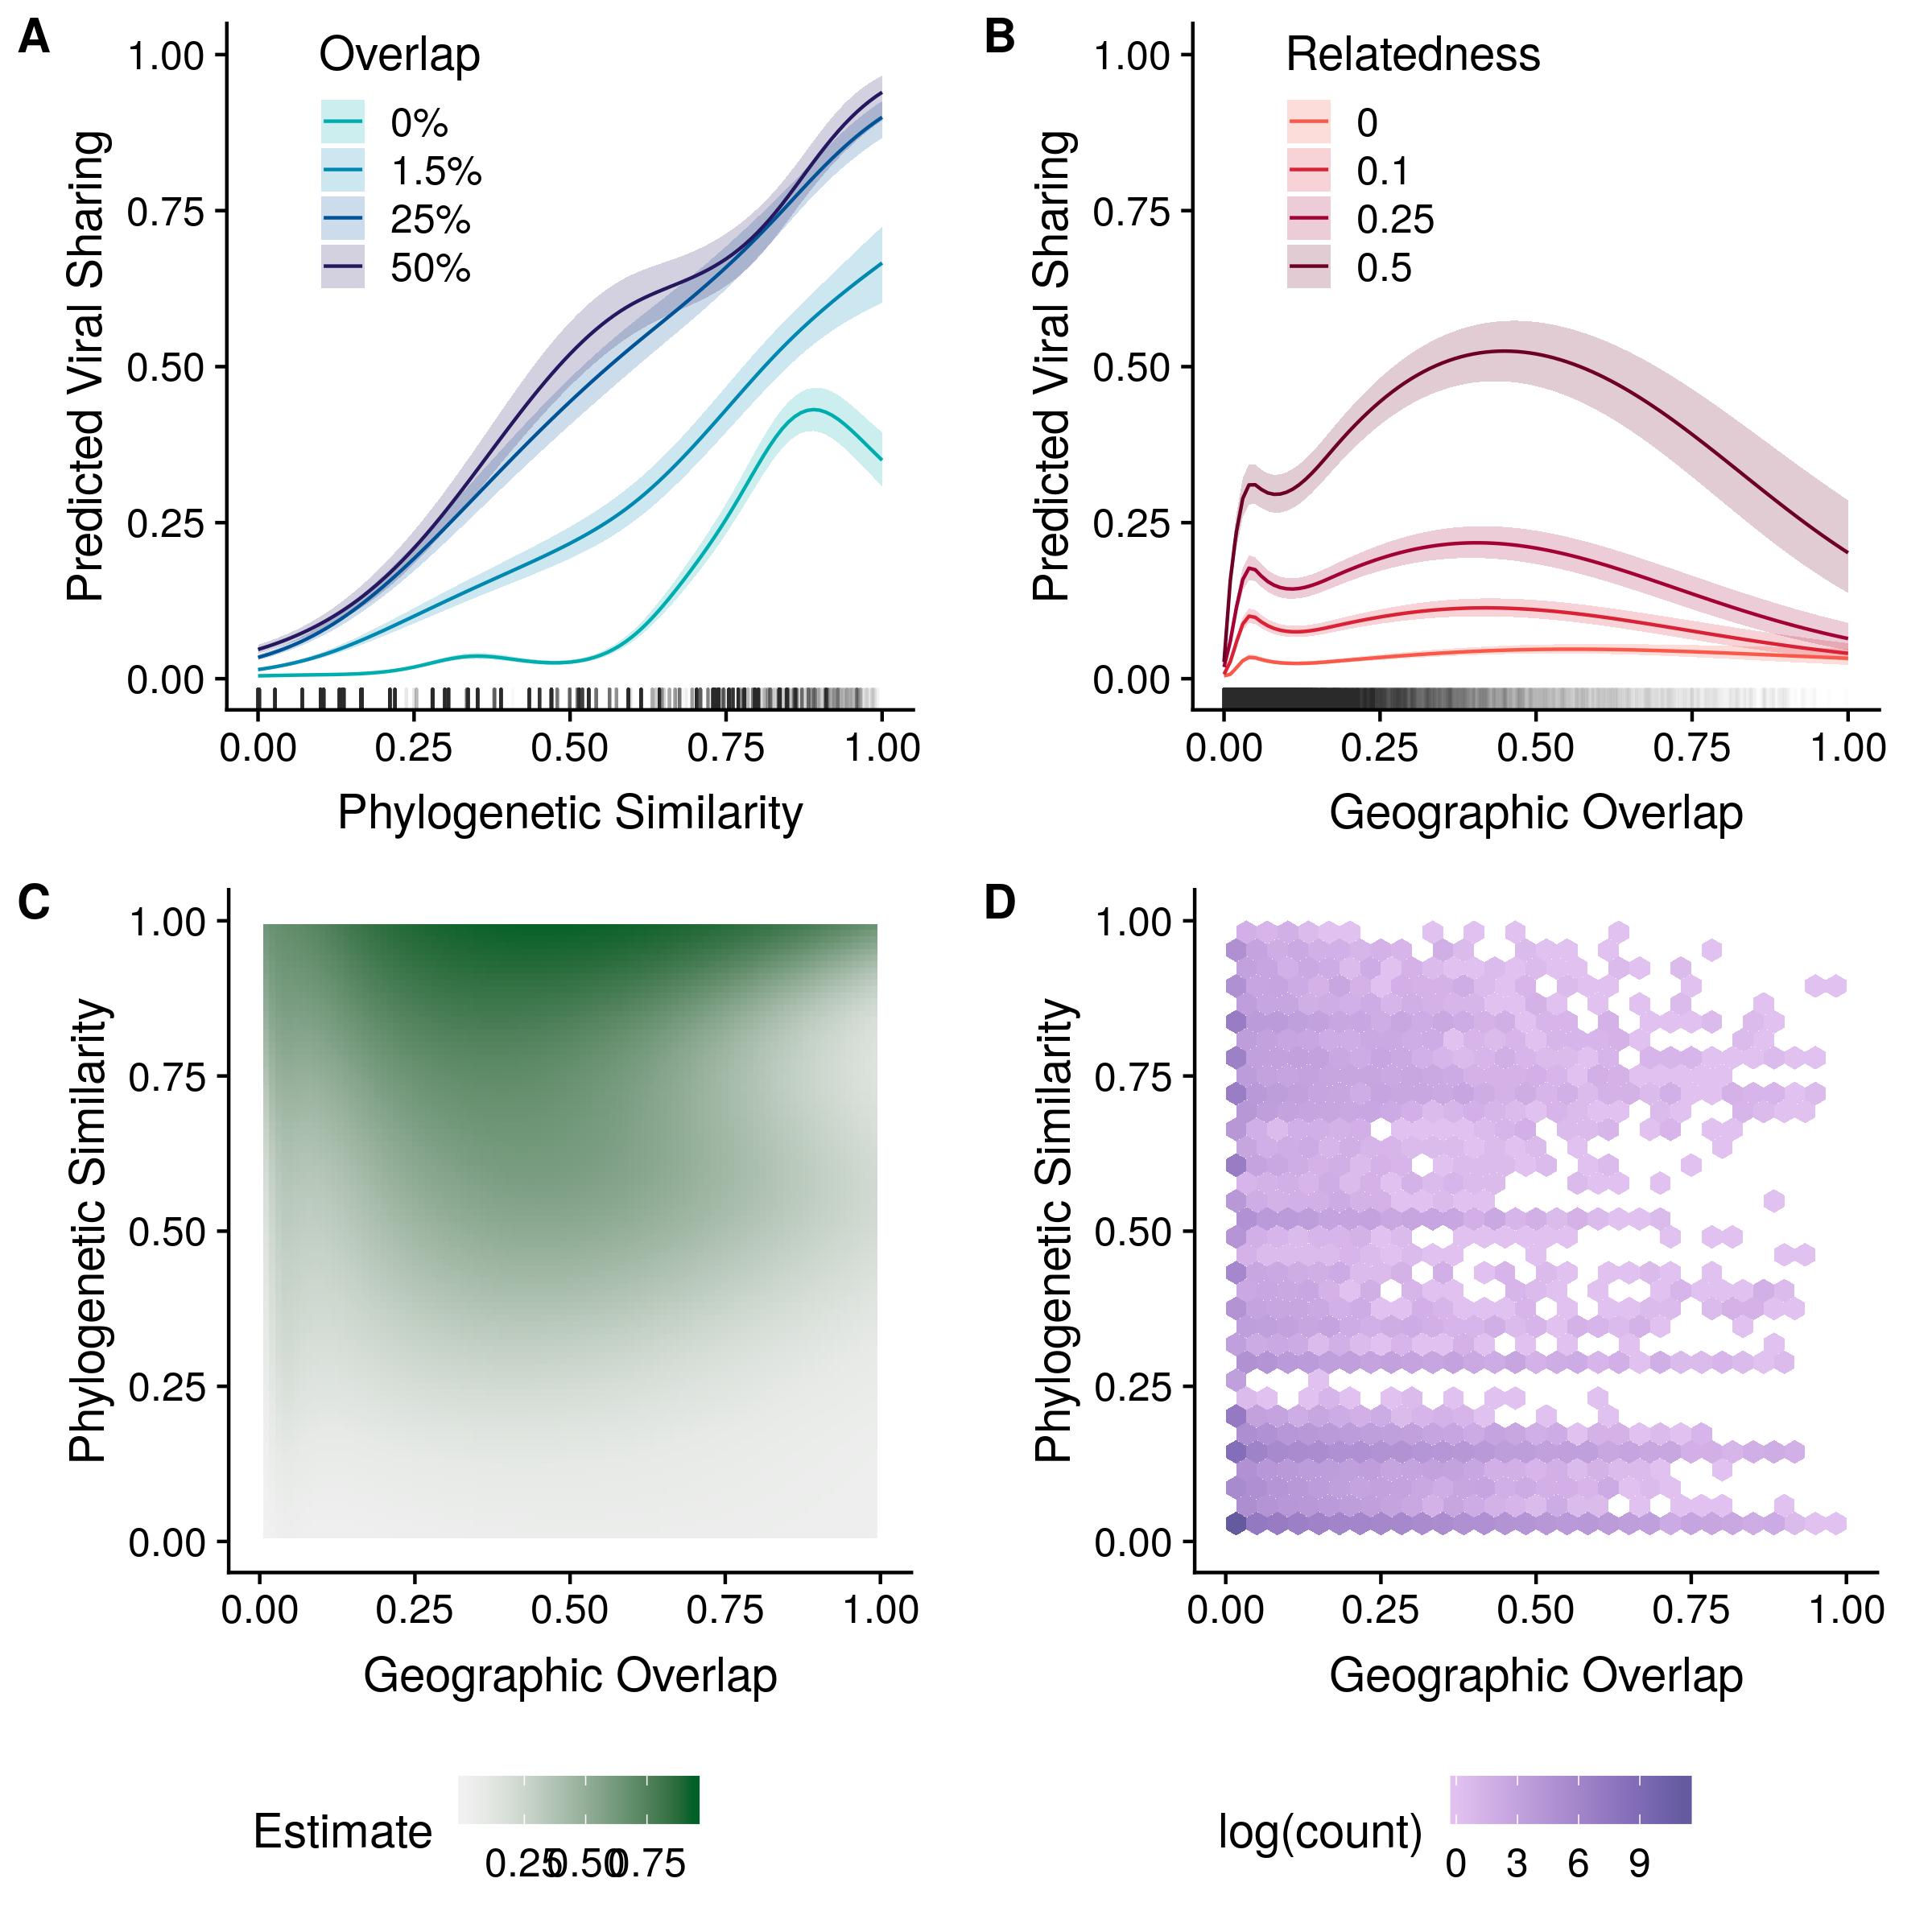 A
Overlap
0%
1.5%
25%
50%
Predicted Viral Sharing
1.00
0.75
0.50
0.25
0.00
0.00 0.25 0.50 0.75 1.00
Phylogenetic Similarity
B
Relatedness
0
0.1
0.25
0.5
Predicted Viral Sharing
1.00
0.75
0.50
0.25
0.00
0.00 0.25 0.50 0.75 1.00
Geographic Overlap
C
Phylogenetic Similarity
1.00
0.75
0.50
0.25
0.00
0.00 0.25 0.50 0.75 1.00
Geographic Overlap
Estimate
0.25 0.50 0.75
D
Phylogenetic Similarity
1.00
0.75
0.50
0.25
0.00
0.00 0.25 0.50 0.75 1.00
Geographic Overlap
log(count)
0 3 6 9